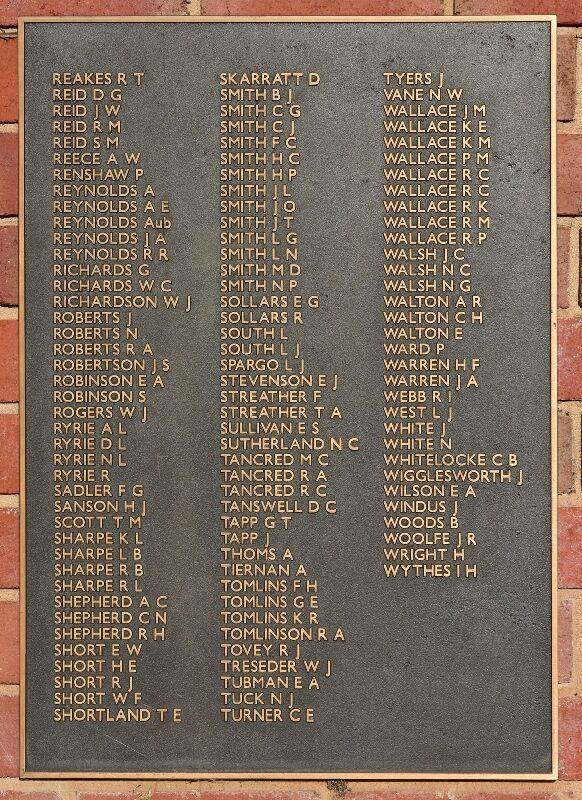 REAKES R T
REID D G
REID J W
REID R M
REID S M
REECE A W
RENSHAW P
REYNOLDS A
REYNOLDS A E
REYNOLDS Aub
REYNOLDS J A
REYNOLDS R R
RICHARDS G
RICHARDS W C
RICHARDSON W J
ROBERTS J
ROBERTS N
ROBERTS R A
ROBERTSON J S
ROBINSON E A
ROBINSON S
ROGERS W J
RYRIE A L
RYRIE D L
RYRIE N L
RYRIE R
SADLER F G
SANSON H J
SCOTT T M
SHARPE K L
SHARPE L B
SHARPE R B
SHARPE R L
SHEPHERD A C
SHEPHERD C N
SHEPHERD R H
SHORT E W
SHORT H E
SHORT R J
SHORT W F
SHORTLAND T E
SKARRATT D
SMITH B J
SMITH C G
SMITH C J
SMITH F C
SMITH H C
SMITH H P
SMITH J L
SMITH J O
SMITH J T
SMITH L G
SMITH L N
SMITH M D
SMITH N P
SOLLARS E G
SOLLARS R
SOUTH L
SOUTH L J
SPARGO L J
STEVENSON E J
STREATHER F
STREATHER T A
SULLIVAN E S
SUTHERLAND N C
TANCRED M C
TANCRED R A
TANCRED R C
TANSWELL D C
TAPP G T
TAPP J
THOMS A
TIERNAN A
TOMLINS F H
TOMLINS G E
TOMLINS K R
TOMLINSON R A
TOVEY R J
TRESEDER W J
TUBMAN E A
TUCK N J
TURNER C E
TYERS J
VANE N W
WALLACE J M
WALLACE K E
WALLACE K M
WALLACE P M
WALLACE R C
WALLACE R C
WALLACE R K
WALLACE R M
WALLACE R P
WALSH J C
WALSH N C
WALSH N G
WALTON A R
WALTON C H
WALTON E
WARD P
WARREN H F
WARREN J A
WEBB R I
WEST L J
WHITE J
WHITE N
WHITELOCKE C B
WIGGLESWORTH J
WILSON E A
WINDUS J
WOODS B
WOOLFE J R
WRIGHT H
WYTHES I H